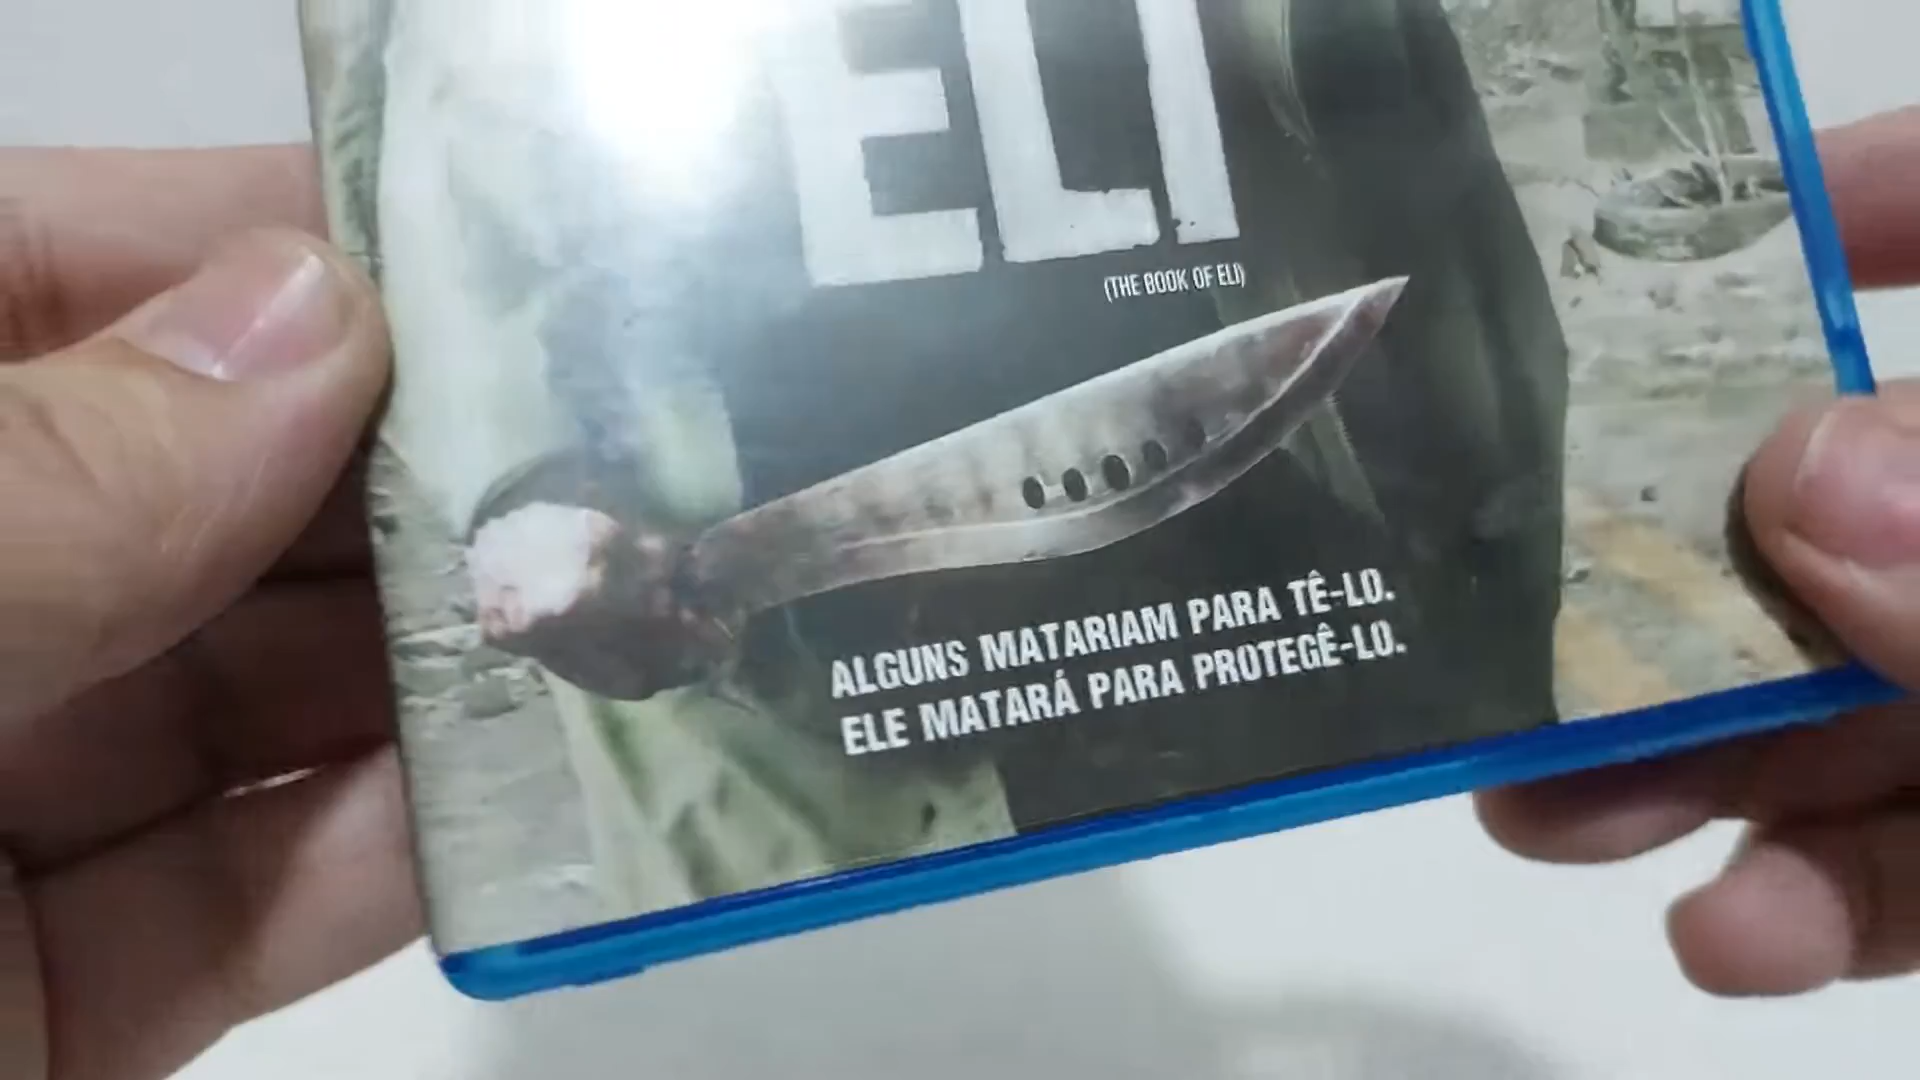 ELI
(THE BOOK OF ELI)
ALGUNS MATARIAM PARA TÊ-LO.
ELE MATARÁ PARA PROTEGÊ-LO.